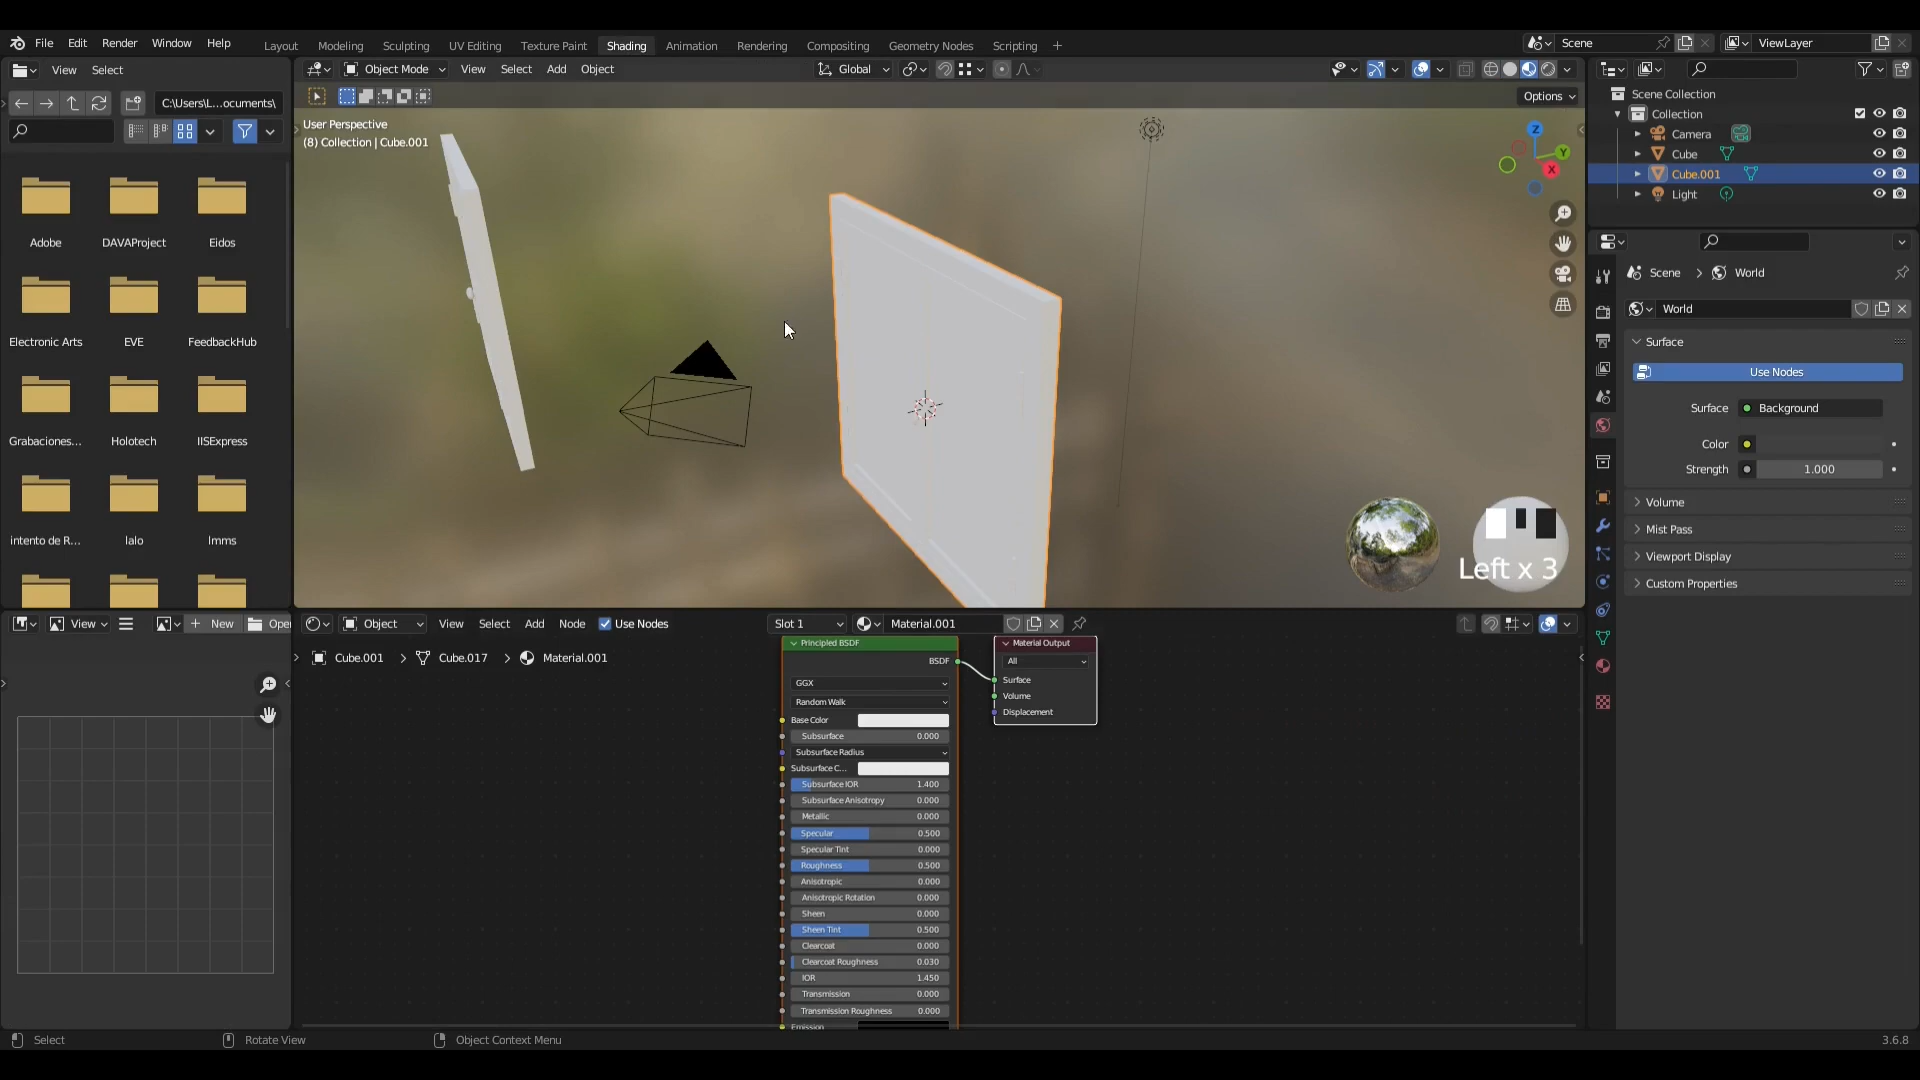 File Edit Render Window Help Layout Modeling Sculpting UV Editing Texture Paint Shading Animation Rendering Compositing Geometry Nodes Scripting + Scene ViewLayer
View Select Object Mode View Select Add Object Global
C:\Users\L...ocuments\ Options
User Perspective
(8) Collection | Cube.001
Scene Collection
Collection
Camera
Cube
Cube.001
Light
Z
Y
X
Adobe DAVAProject Eidos
Electronic Arts EVE FeedbackHub
Grabaciones... Holotech IISExpress
intento de R... lalo lmms
Scene > World
World
Surface
Use Nodes
Surface Background
Color
Strength 1.000
Volume
Mist Pass
Viewport Display
Custom Properties
Left x 3
View New Open Object View Select Add Node Use Nodes Slot 1 Material.001
Cube.001 > Cube.017 > Material.001
Principled BSDF
BSDF
GGX
Random Walk
Base Color
Subsurface 0.000
Subsurface Radius
Subsurface C...
Subsurface IOR 1.400
Subsurface Anisotropy 0.000
Metallic 0.000
Specular 0.500
Specular Tint 0.000
Roughness 0.500
Anisotropic 0.000
Anisotropic Rotation 0.000
Sheen 0.000
Sheen Tint 0.500
Clearcoat 0.000
Clearcoat Roughness 0.030
IOR 1.450
Transmission 0.000
Transmission Roughness 0.000
Emission
Material Output
All
Surface
Volume
Displacement
Select Rotate View Object Context Menu 3.6.8